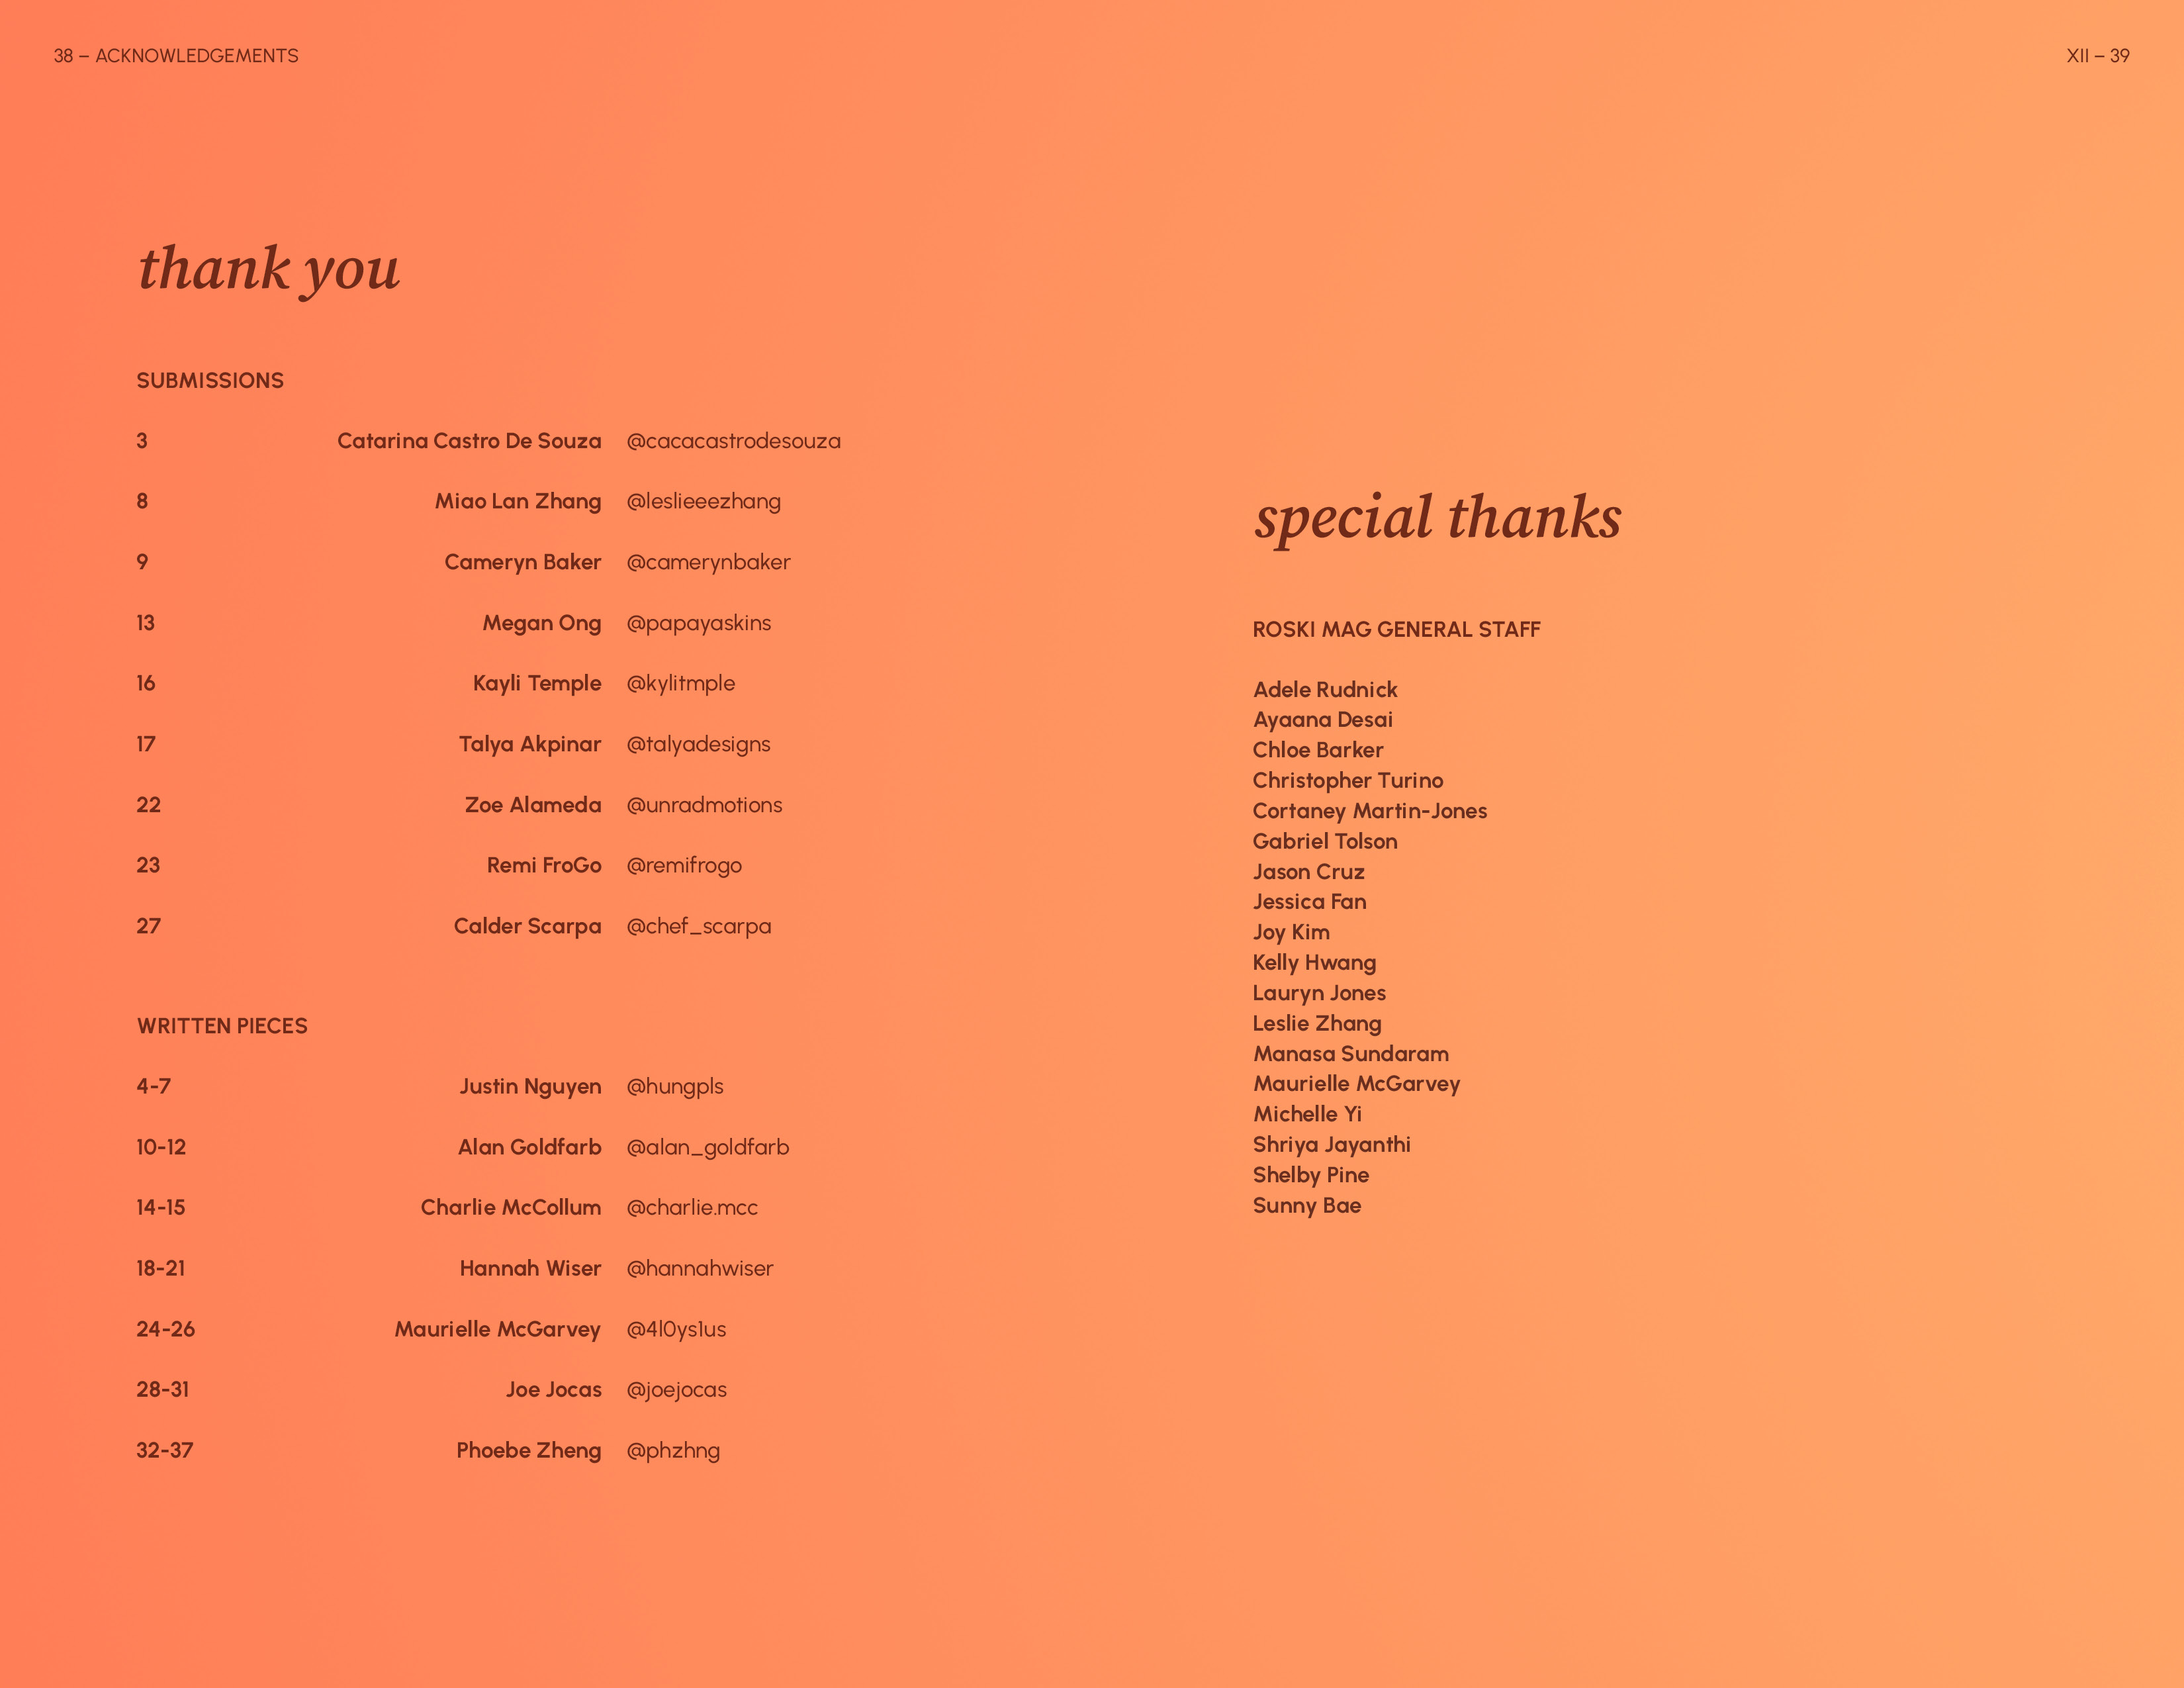 38 – ACKNOWLEDGEMENTS
XII – 39
thank you
SUBMISSIONS
3 Catarina Castro De Souza @cacacastrodesouza
8 Miao Lan Zhang @leslieeezhang
9 Cameryn Baker @camerynbaker
13 Megan Ong @papayaskins
16 Kayli Temple @kylitmple
17 Talya Akpinar @talyadesigns
22 Zoe Alameda @unradmotions
23 Remi FroGo @remifrogo
27 Calder Scarpa @chef_scarpa
WRITTEN PIECES
4-7 Justin Nguyen @hungpls
10-12 Alan Goldfarb @alan_goldfarb
14-15 Charlie McCollum @charlie.mcc
18-21 Hannah Wiser @hannahwiser
24-26 Maurielle McGarvey @4l0ys1us
28-31 Joe Jocas @joejocas
32-37 Phoebe Zheng @phzhng
special thanks
ROSKI MAG GENERAL STAFF
Adele Rudnick
Ayaana Desai
Chloe Barker
Christopher Turino
Cortaney Martin-Jones
Gabriel Tolson
Jason Cruz
Jessica Fan
Joy Kim
Kelly Hwang
Lauryn Jones
Leslie Zhang
Manasa Sundaram
Maurielle McGarvey
Michelle Yi
Shriya Jayanthi
Shelby Pine
Sunny Bae